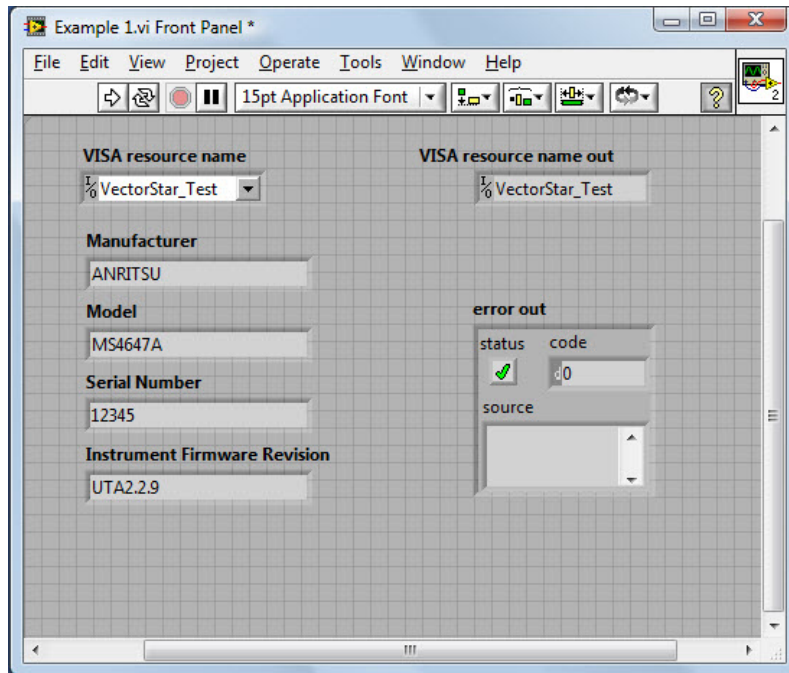 Example 1.vi Front Panel *
File Edit View Project Operate Tools Window Help
15pt Application Font
2
VISA resource name
VISA resource name out
I/O VectorStar_Test
I/O VectorStar_Test
Manufacturer
ANRITSU
Model
MS4647A
Serial Number
12345
Instrument Firmware Revision
UTA2.2.9
error out
status code
d0
source